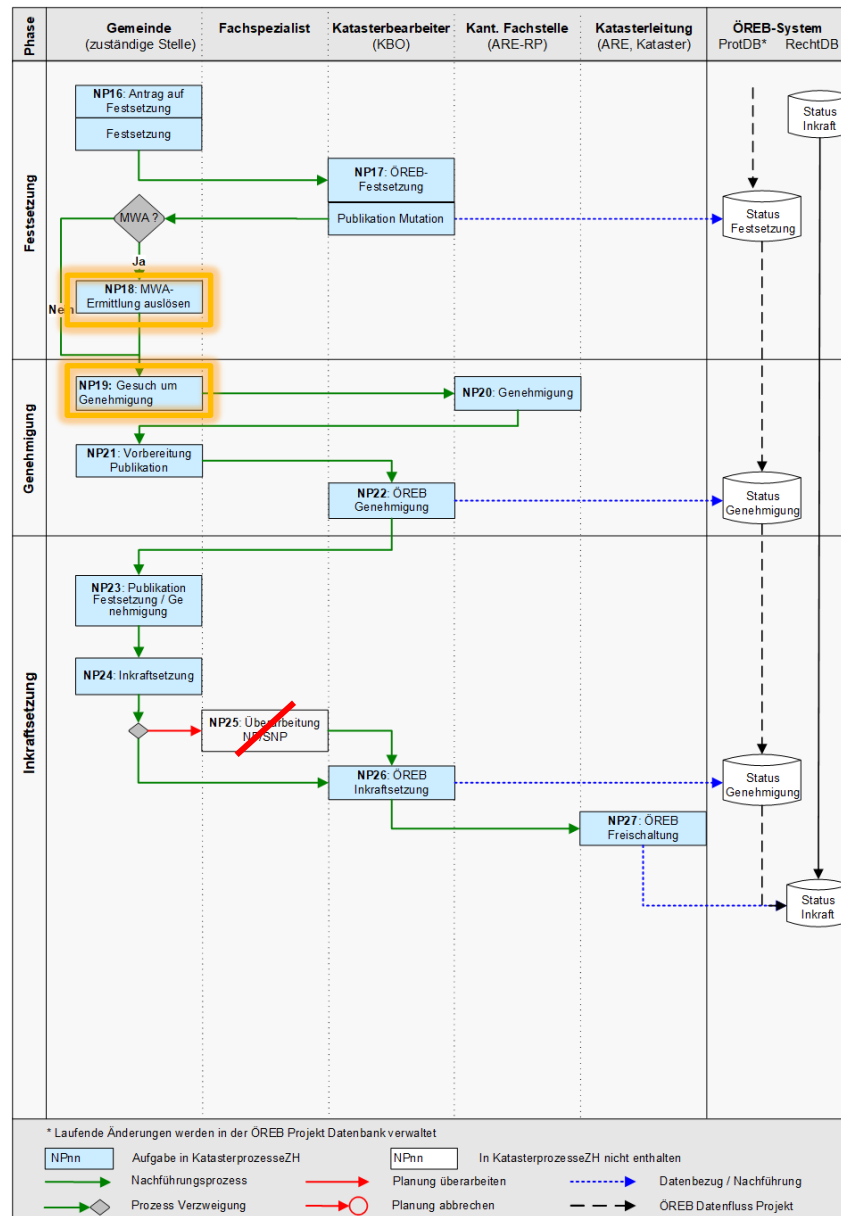 Phase
Gemeinde
(zuständige Stelle)
Fachspezialist
Katasterbearbeiter
(KBO)
Kant. Fachstelle
(ARE-RP)
Katasterleitung
(ARE, Kataster)
ÖREB-System
ProtDB* RechtDB
Festsetzung
NP16: Antrag auf
Festsetzung
Festsetzung
Status
Inkraft
NP17: ÖREB-
Festsetzung
Publikation Mutation
MWA ?
Status
Festsetzung
Ja
Nein
NP18: MWA-
Ermittlung auslösen
Genehmigung
NP19: Gesuch um
Genehmigung
NP20: Genehmigung
NP21: Vorbereitung
Publikation
NP22: ÖREB
Genehmigung
Status
Genehmigung
Inkraftsetzung
NP23: Publikation
Festsetzung / Ge
nehmigung
NP24: Inkraftsetzung
NP25: Überarbeitung
NP/SNP
NP26: ÖREB
Inkraftsetzung
Status
Genehmigung
NP27: ÖREB
Freischaltung
Status
Inkraft
* Laufende Änderungen werden in der ÖREB Projekt Datenbank verwaltet
NPnn Aufgabe in KatasterprozesseZH NPnn In KatasterprozesseZH nicht enthalten
Nachführungsprozess Planung überarbeiten Datenbezug / Nachführung
Prozess Verzweigung Planung abbrechen ÖREB Datenfluss Projekt